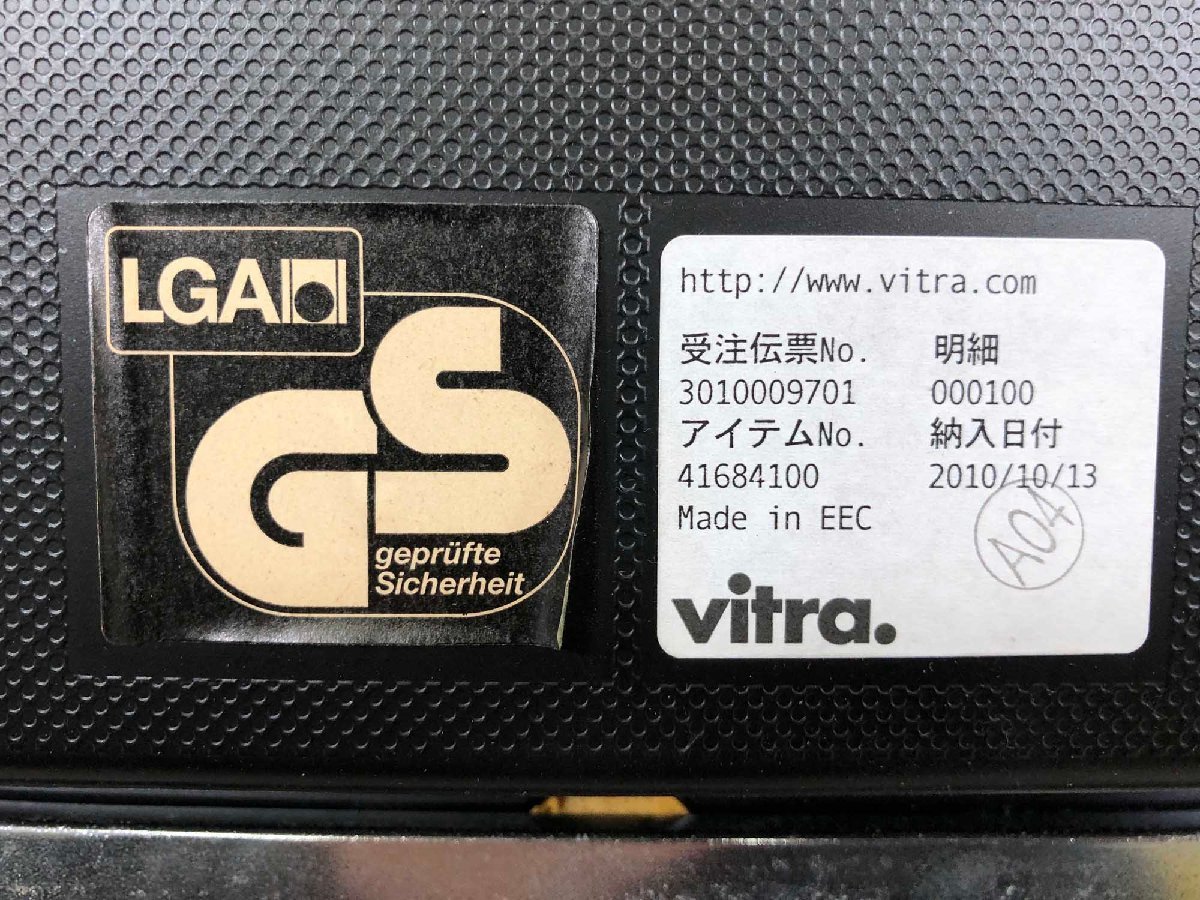 LGA
GS
geprüfte
Sicherheit
http://www.vitra.com
受注伝票No. 明細
3010009701 000100
アイテムNo. 納入日付
41684100 2010/10/13
Made in EEC
A04
vitra.